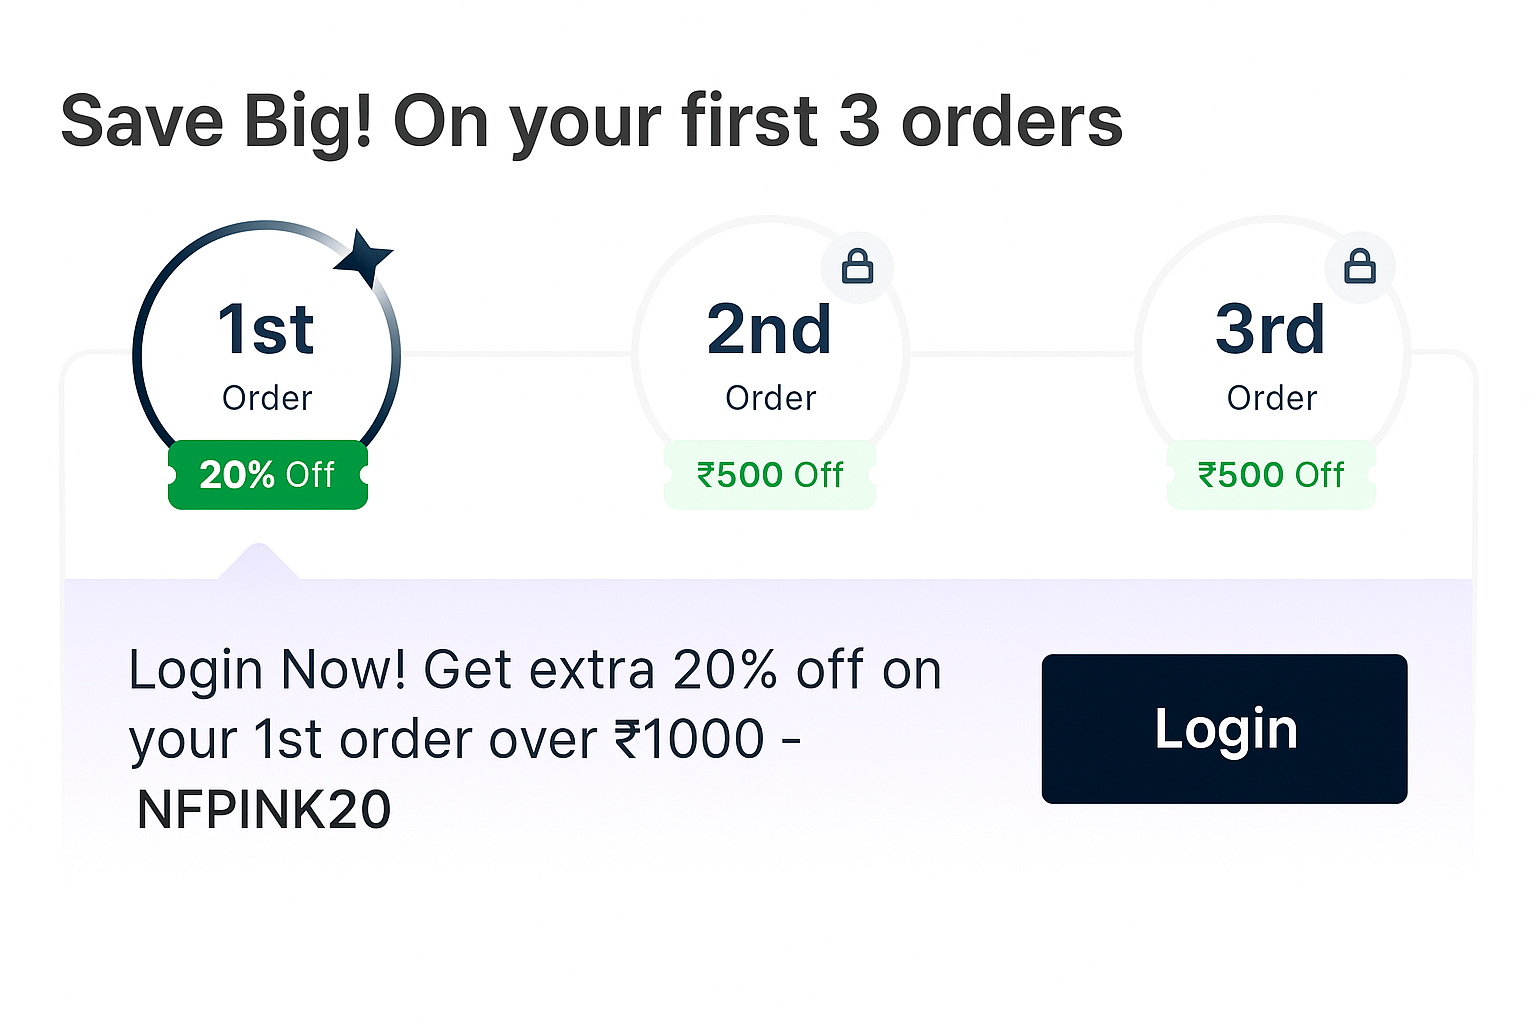 Save Big! On your first 3 orders
1st
Order
20% Off
2nd
Order
₹500 Off
3rd
Order
₹500 Off
Login Now! Get extra 20% off on
your 1st order over ₹1000 -
NFPINK20
Login